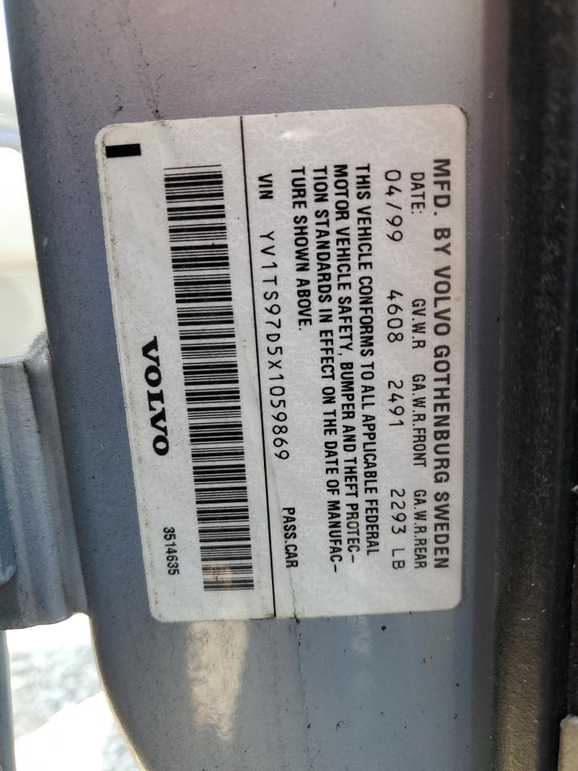 MFD. BY VOLVO GOTHENBURG SWEDEN
DATE: GV.W.R GA.W.R.FRONT GA.W.R.REAR
04/99 4608 2491 2293 LB
THIS VEHICLE CONFORMS TO ALL APPLICABLE FEDERAL
MOTOR VEHICLE SAFETY, BUMPER AND THEFT PROTEC-
TION STANDARDS IN EFFECT ON THE DATE OF MANUFAC-
TURE SHOWN ABOVE.
PASS.CAR
VIN YV1TS97D5X1059869
VOLVO
3514635